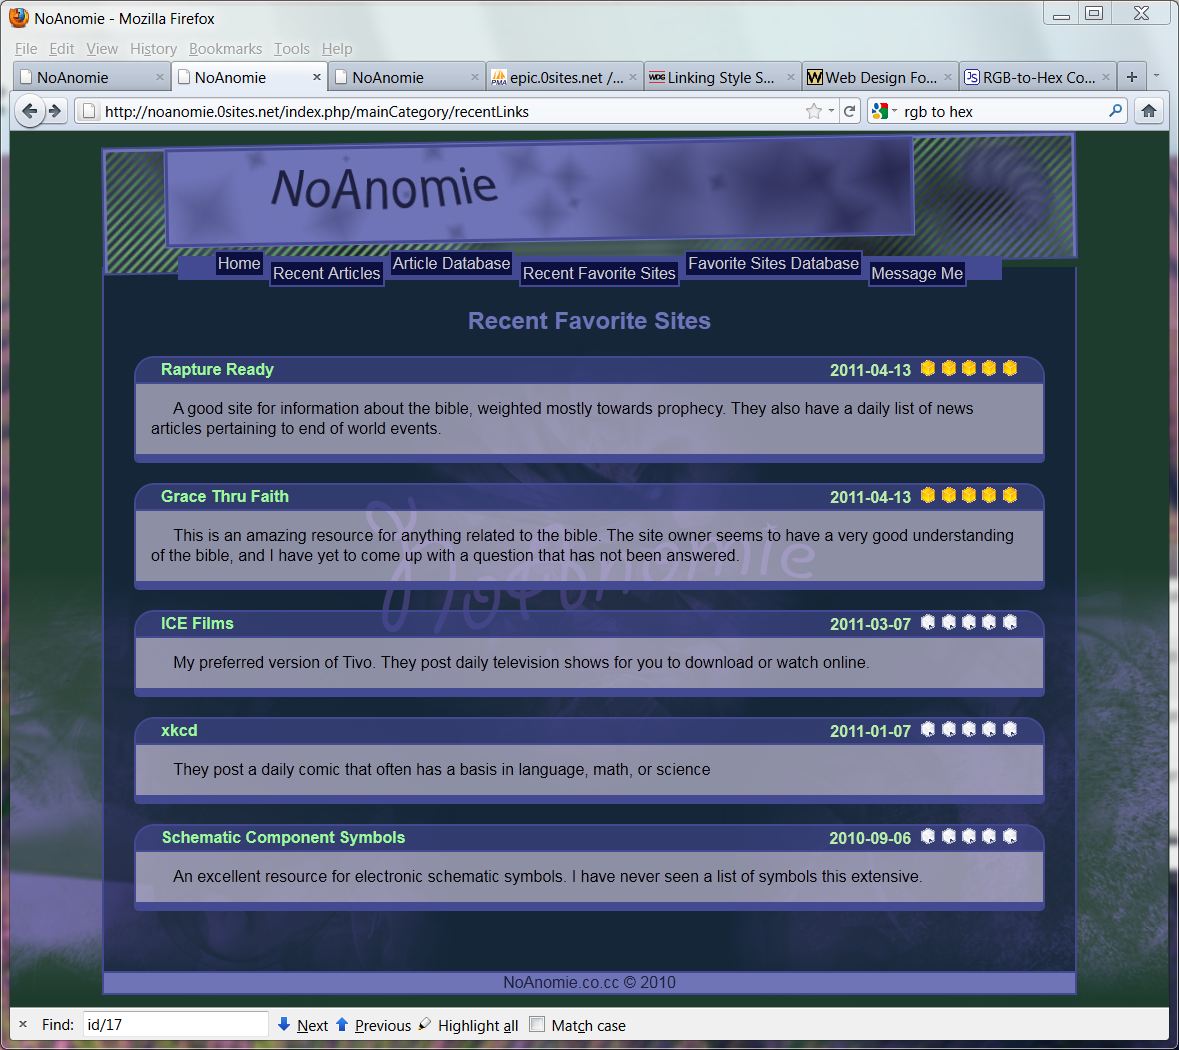 NoAnomie - Mozilla Firefox
File Edit View History Bookmarks Tools Help
NoAnomie NoAnomie NoAnomie epic.0sites.net /... Linking Style S... Web Design Fo... RGB-to-Hex Co...
http://noanomie.0sites.net/index.php/mainCategory/recentLinks rgb to hex
NoAnomie
Home Recent Articles Article Database Recent Favorite Sites Favorite Sites Database Message Me
Recent Favorite Sites
Rapture Ready 2011-04-13
A good site for information about the bible, weighted mostly towards prophecy. They also have a daily list of news
articles pertaining to end of world events.
Grace Thru Faith 2011-04-13
This is an amazing resource for anything related to the bible. The site owner seems to have a very good understanding
of the bible, and I have yet to come up with a question that has not been answered.
NoAnomie
ICE Films 2011-03-07
My preferred version of Tivo. They post daily television shows for you to download or watch online.
xkcd 2011-01-07
They post a daily comic that often has a basis in language, math, or science
Schematic Component Symbols 2010-09-06
An excellent resource for electronic schematic symbols. I have never seen a list of symbols this extensive.
NoAnomie.co.cc © 2010
Find: id/17 Next Previous Highlight all Match case